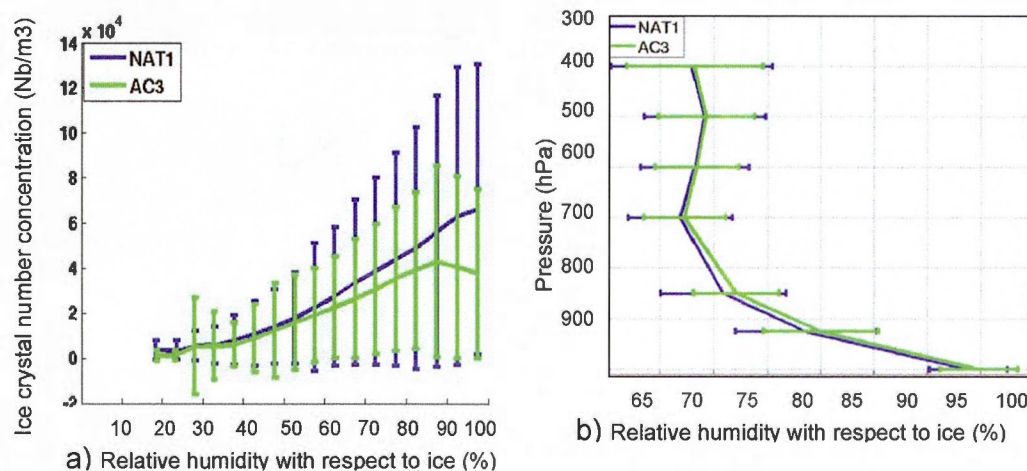 x 10⁴
14
12
10
8
6
4
2
0
-2
10 20 30 40 50 60 70 80 90 100
Ice crystal number concentration (Nb/m3)
NAT1
AC3
a) Relative humidity with respect to ice (%)
300
400
500
600
700
800
900
65 70 75 80 85 90 95 100
Pressure (hPa)
NAT1
AC3
b) Relative humidity with respect to ice (%)